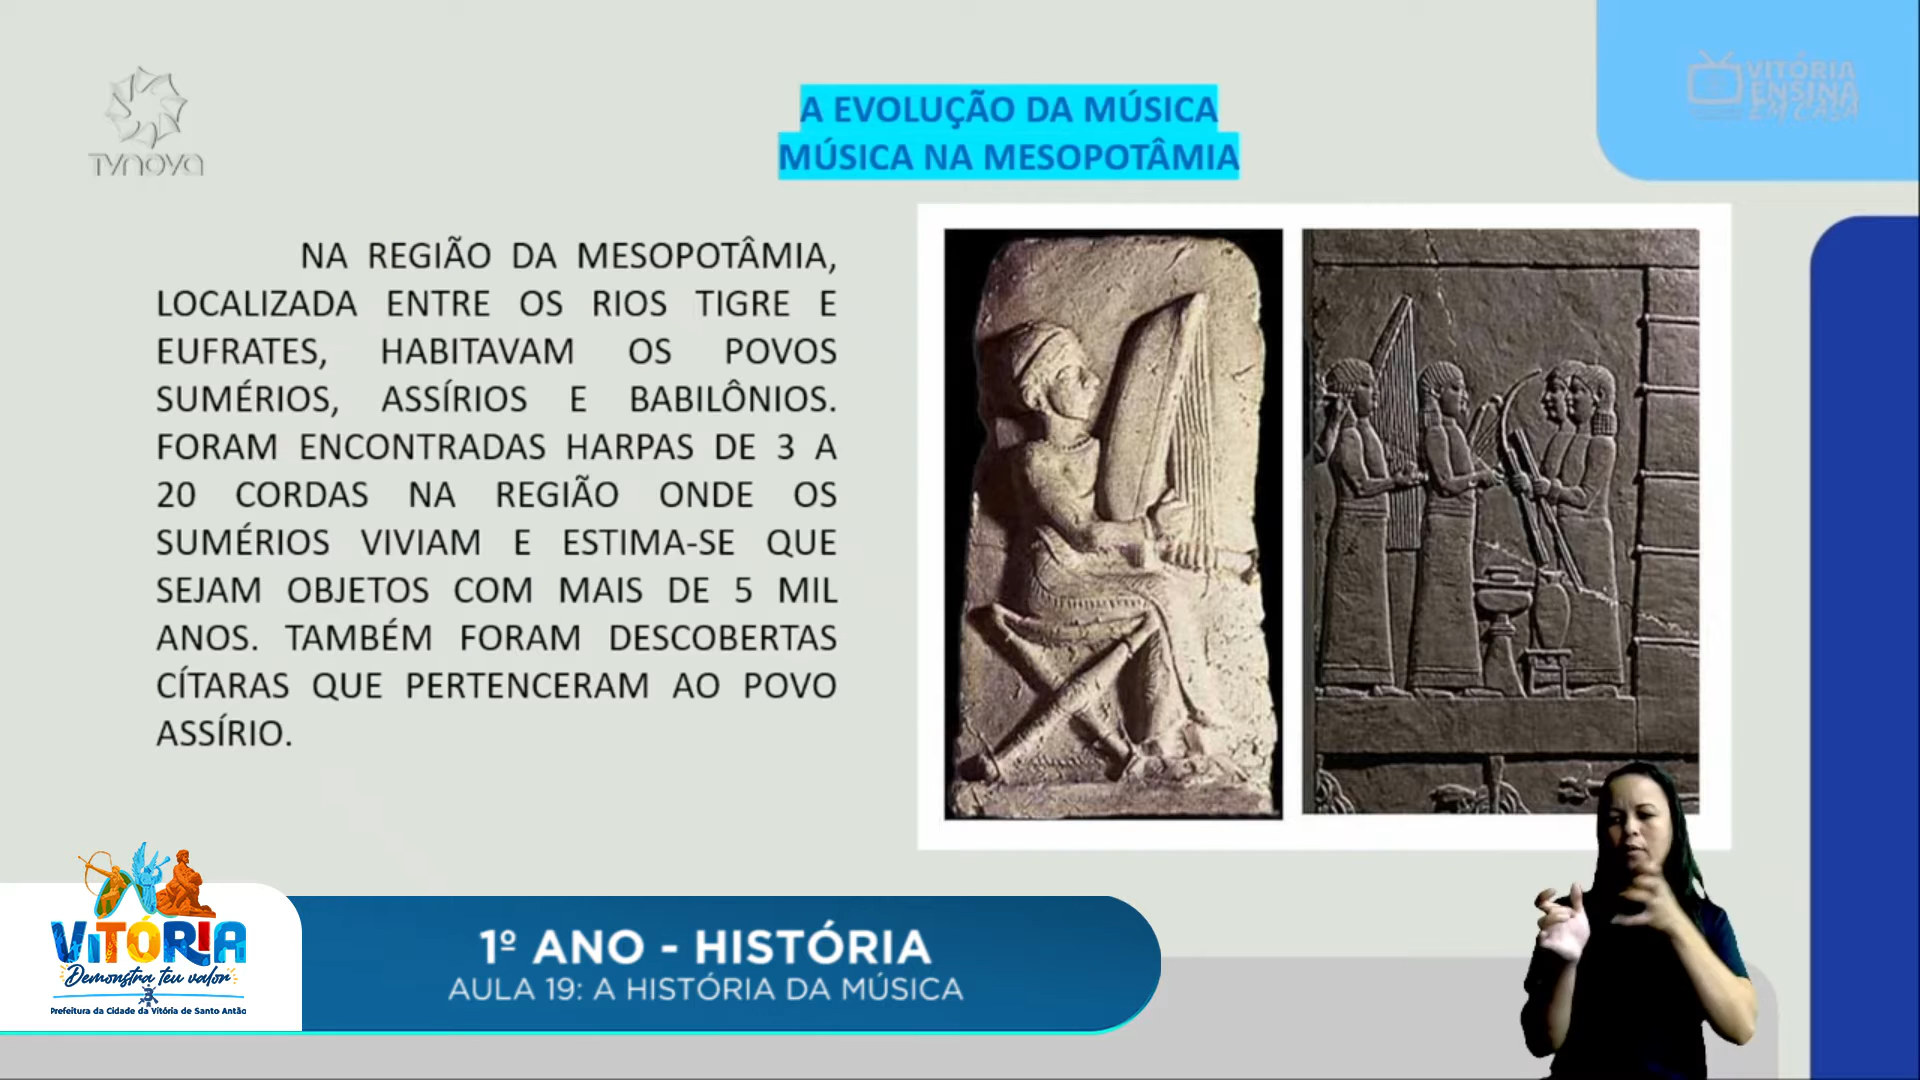 TVNOVA
VITÓRIA
ENSINA
EM CASA
A EVOLUÇÃO DA MÚSICA
MÚSICA NA MESOPOTÂMIA
NA REGIÃO DA MESOPOTÂMIA,
LOCALIZADA ENTRE OS RIOS TIGRE E
EUFRATES, HABITAVAM OS POVOS
SUMÉRIOS, ASSÍRIOS E BABILÔNIOS.
FORAM ENCONTRADAS HARPAS DE 3 A
20 CORDAS NA REGIÃO ONDE OS
SUMÉRIOS VIVIAM E ESTIMA-SE QUE
SEJAM OBJETOS COM MAIS DE 5 MIL
ANOS. TAMBÉM FORAM DESCOBERTAS
CÍTARAS QUE PERTENCERAM AO POVO
ASSÍRIO.
VITÓRIA
Demonstra teu valor
Prefeitura da Cidade da Vitória de Santo Antão
1º ANO - HISTÓRIA
AULA 19: A HISTÓRIA DA MÚSICA